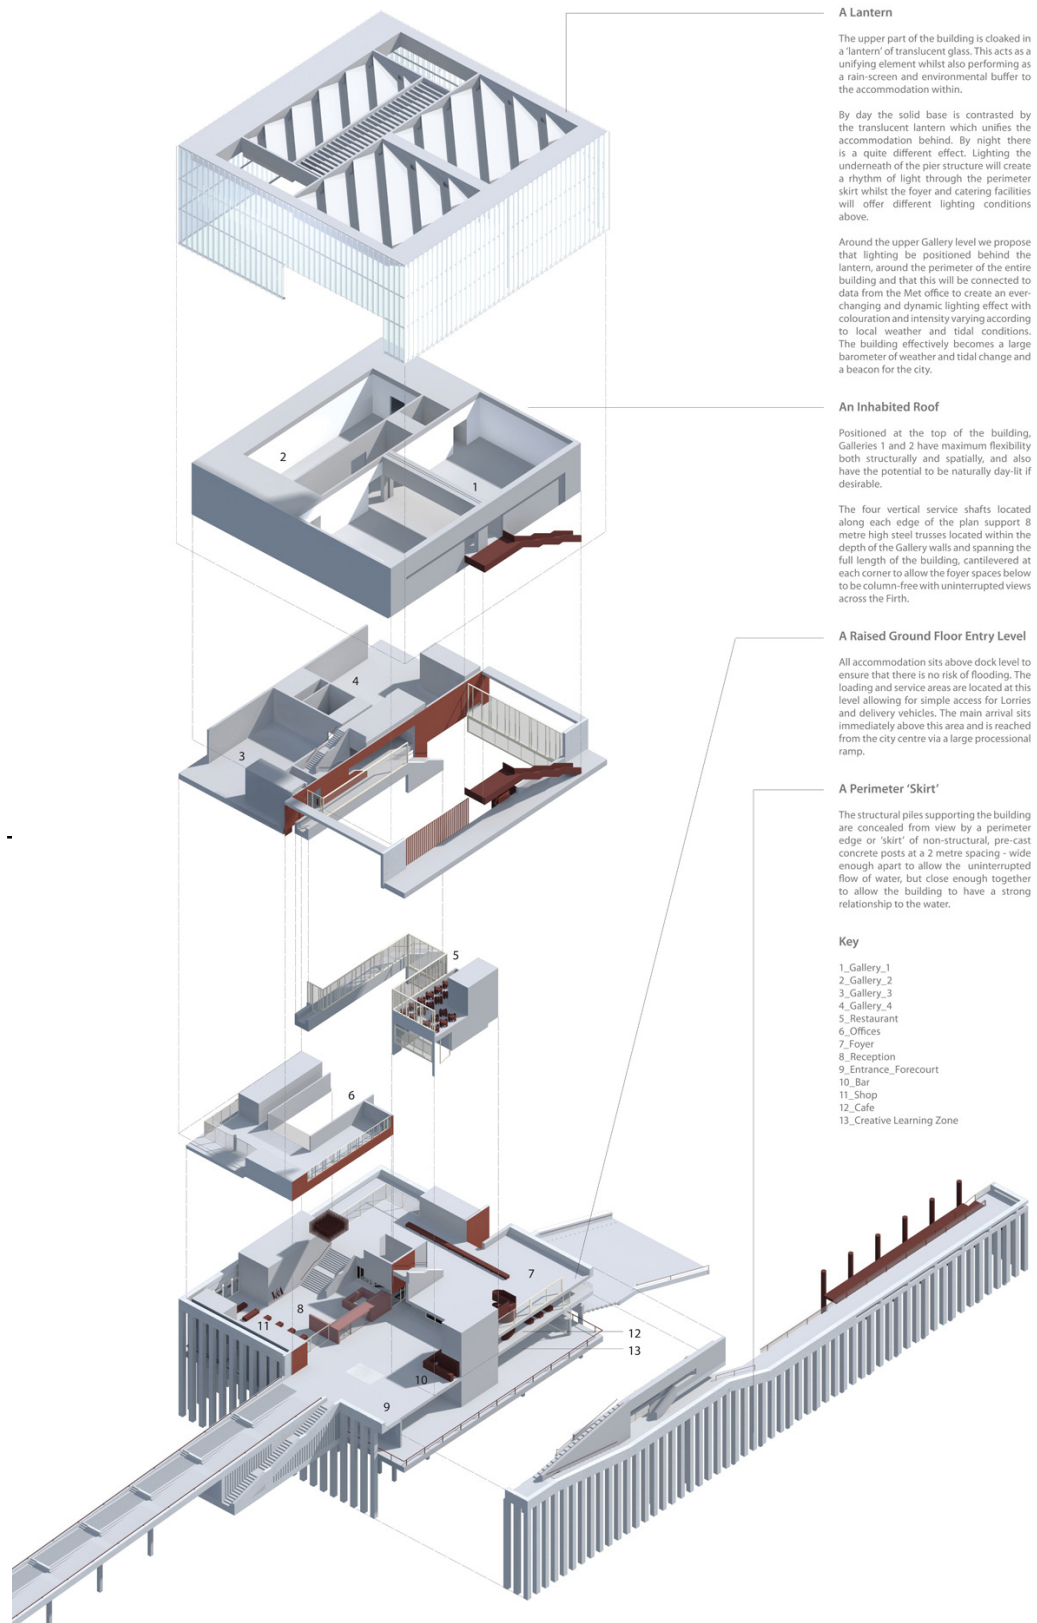 A Lantern
The upper part of the building is cloaked in
a ‘lantern’ of translucent glass. This acts as a
unifying element whilst also performing as
a rain-screen and environmental buffer to
the accommodation within.
By day the solid base is contrasted by
the translucent lantern which unifies the
accommodation behind. By night there
is a quite different effect. Lighting the
underneath of the pier structure will create
a rhythm of light through the perimeter
skirt whilst the foyer and catering facilities
will offer different lighting conditions
above.
Around the upper Gallery level we propose
that lighting be positioned behind the
lantern, around the perimeter of the entire
building and that this will be connected to
data from the Met office to create an ever-
changing and dynamic lighting effect with
colouration and intensity varying according
to local weather and tidal conditions.
The building effectively becomes a large
barometer of weather and tidal change and
a beacon for the city.
An Inhabited Roof
Positioned at the top of the building,
Galleries 1 and 2 have maximum flexibility
both structurally and spatially, and also
have the potential to be naturally day-lit if
desirable.
The four vertical service shafts located
along each edge of the plan support 8
metre high steel trusses located within the
depth of the Gallery walls and spanning the
full length of the building, cantilevered at
each corner to allow the foyer spaces below
to be column-free with uninterrupted views
across the Firth.
A Raised Ground Floor Entry Level
All accommodation sits above dock level to
ensure that there is no risk of flooding. The
loading and service areas are located at this
level allowing for simple access for Lorries
and delivery vehicles. The main arrival sits
immediately above this area and is reached
from the city centre via a large processional
ramp.
A Perimeter ‘Skirt’
The structural piles supporting the building
are concealed from view by a perimeter
edge or ‘skirt’ of non-structural, pre-cast
concrete posts at a 2 metre spacing - wide
enough apart to allow the uninterrupted
flow of water, but close enough together
to allow the building to have a strong
relationship to the water.
Key
1_Gallery_1
2_Gallery_2
3_Gallery_3
4_Gallery_4
5_Restaurant
6_Offices
7_Foyer
8_Reception
9_Entrance_Forecourt
10_Bar
11_Shop
12_Cafe
13_Creative Learning Zone
2
1
4
3
5
6
7
8
11
12
13
10
9